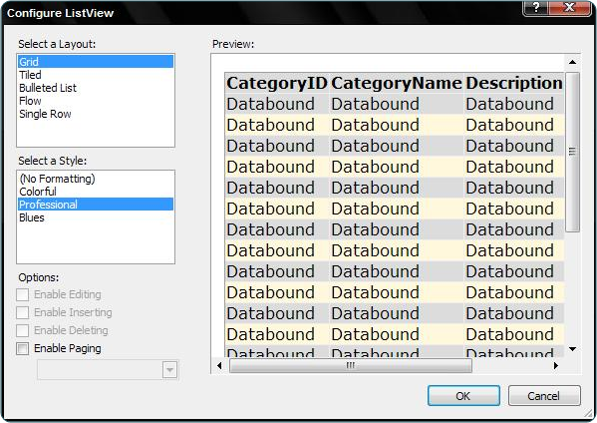 Configure ListView
Select a Layout:
Grid
Tiled
Bulleted List
Flow
Single Row
Select a Style:
(No Formatting)
Colorful
Professional
Blues
Options:
Enable Editing
Enable Inserting
Enable Deleting
Enable Paging
Preview:
CategoryID CategoryName Description
Databound Databound Databound
Databound Databound Databound
Databound Databound Databound
Databound Databound Databound
Databound Databound Databound
Databound Databound Databound
Databound Databound Databound
Databound Databound Databound
Databound Databound Databound
Databound Databound Databound
Databound Databound Databound
Databound Databound Databound
Databound Databound Databound
OK Cancel